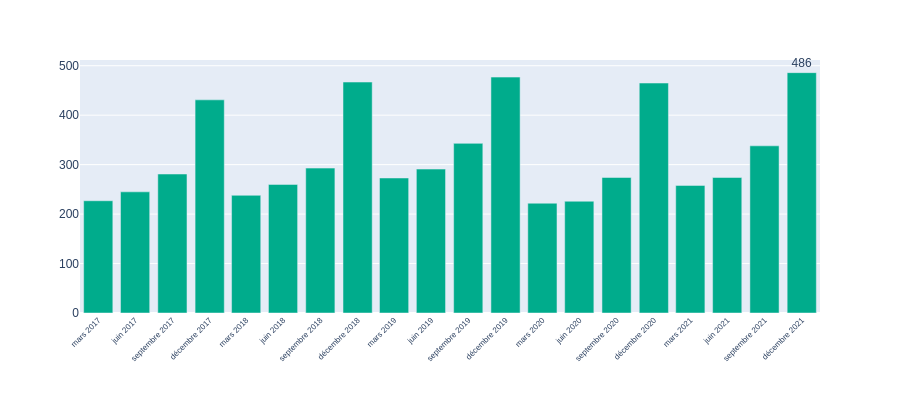 486
500
400
300
200
100
0
mars 2017
juin 2017
septembre 2017
décembre 2017
mars 2018
juin 2018
septembre 2018
décembre 2018
mars 2019
juin 2019
septembre 2019
décembre 2019
mars 2020
juin 2020
septembre 2020
décembre 2020
mars 2021
juin 2021
septembre 2021
décembre 2021